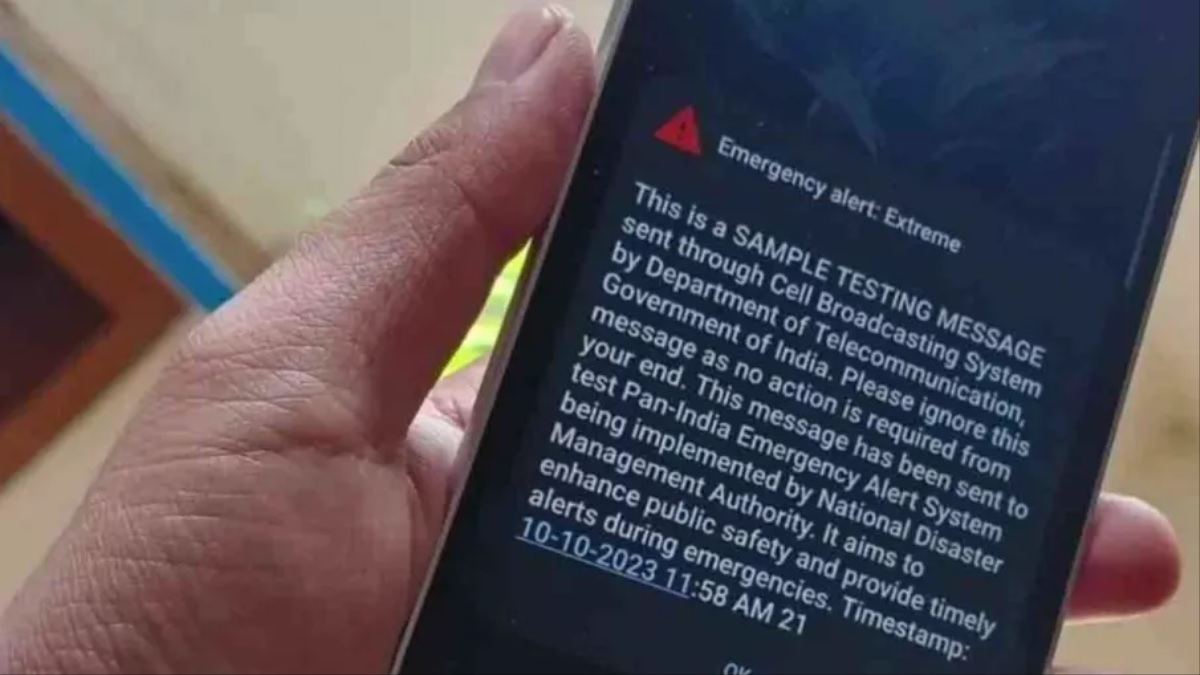 Emergency alert: Extreme
This is a SAMPLE TESTING MESSAGE
sent through Cell Broadcasting System
by Department of Telecommunication,
Government of India. Please ignore this
message as no action is required from
your end. This message has been sent to
test Pan-India Emergency Alert System
being implemented by National Disaster
Management Authority. It aims to
enhance public safety and provide timely
alerts during emergencies. Timestamp:
10-10-2023 11:58 AM 21
OK